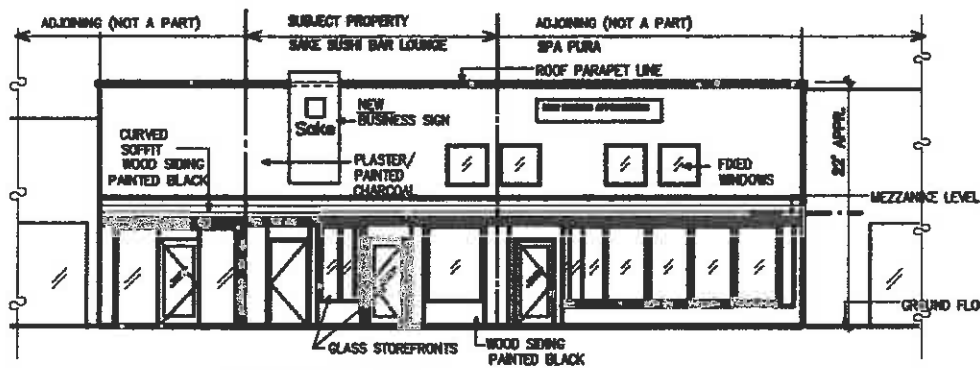 ADJOINING (NOT A PART)
SUBJECT PROPERTY
SAKE SUSHI BAR LOUNGE
ADJOINING (NOT A PART)
SPA PURA
ROOF PARAPET LINE
Sake
NEW
BUSINESS SIGN
CURVED
SOFFIT
WOOD SIDING
PAINTED BLACK
PLASTER/
PAINTED
CHARCOAL
FIXED
WINDOWS
22' APPR.
MEZZANINE LEVEL
GROUND FLO
GLASS STOREFRONTS
WOOD SIDING
PAINTED BLACK